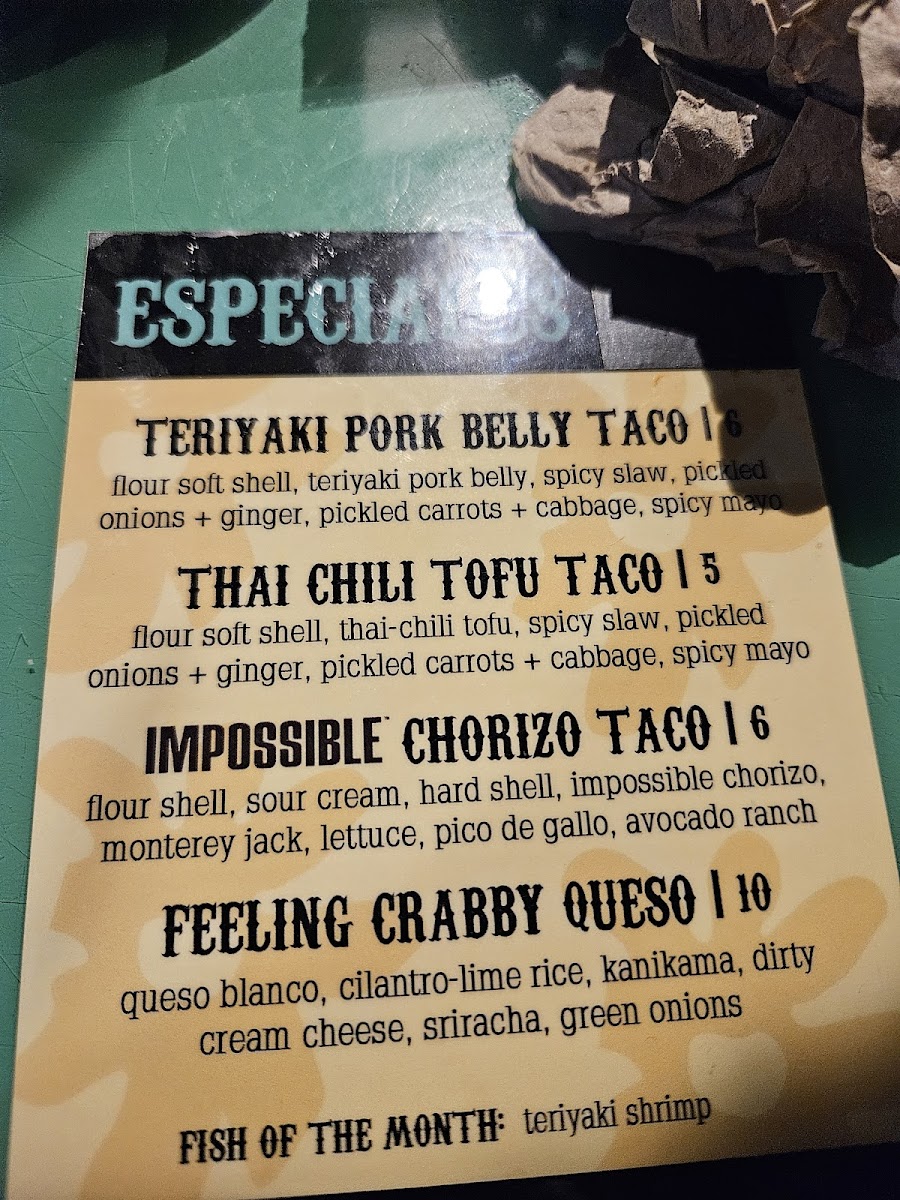 ESPECIALES
TERIYAKI PORK BELLY TACO | 6
flour soft shell, teriyaki pork belly, spicy slaw, pickled
onions + ginger, pickled carrots + cabbage, spicy mayo
THAI CHILI TOFU TACO | 5
flour soft shell, thai-chili tofu, spicy slaw, pickled
onions + ginger, pickled carrots + cabbage, spicy mayo
IMPOSSIBLE™ CHORIZO TACO | 6
flour shell, sour cream, hard shell, impossible chorizo,
monterey jack, lettuce, pico de gallo, avocado ranch
FEELING CRABBY QUESO | 10
queso blanco, cilantro-lime rice, kanikama, dirty
cream cheese, sriracha, green onions
FISH OF THE MONTH: teriyaki shrimp